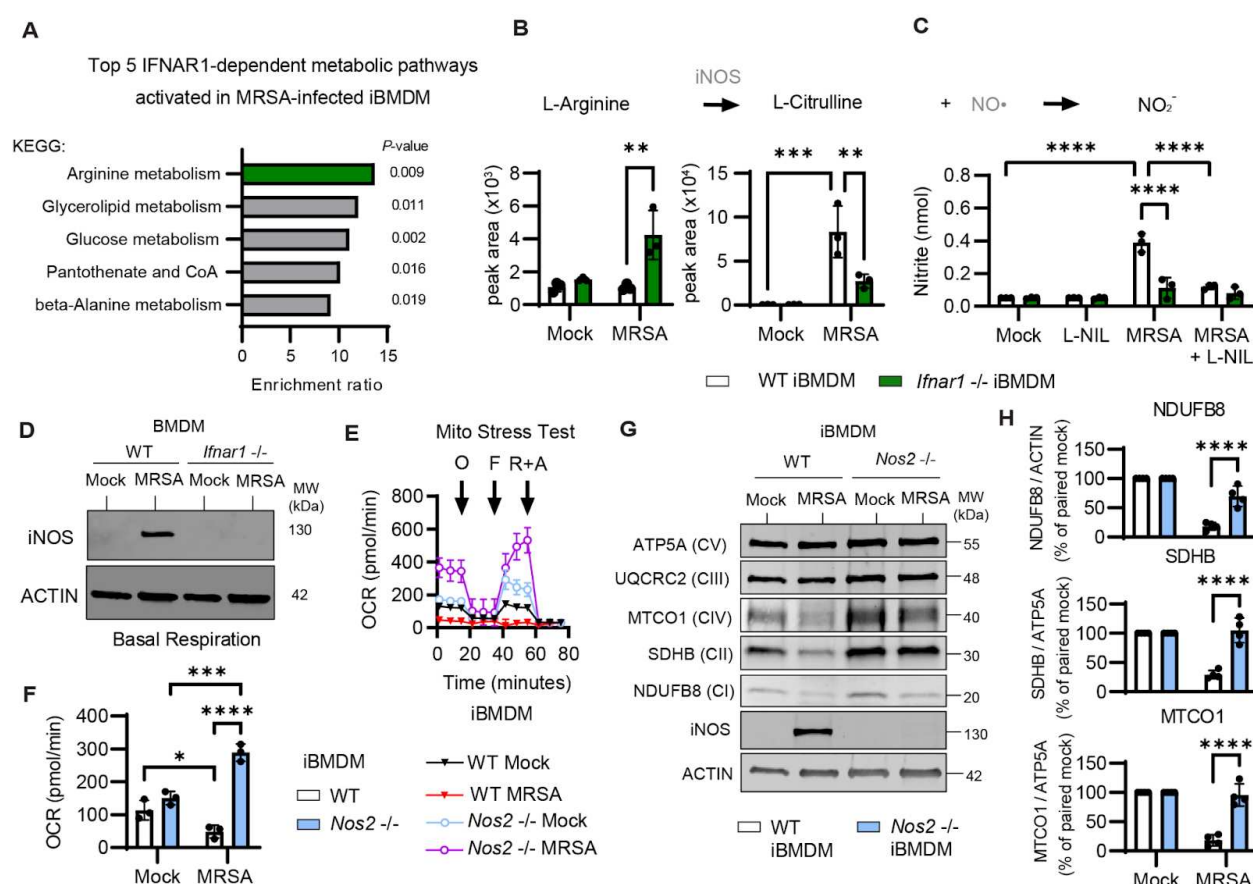 A
Top 5 IFNAR1-dependent metabolic pathways
activated in MRSA-infected iBMDM
KEGG:
P-value
Arginine metabolism
0.009
Glycerolipid metabolism
0.011
Glucose metabolism
0.002
Pantothenate and CoA
0.016
beta-Alanine metabolism
0.019
0 5 10 15
Enrichment ratio
B
iNOS
L-Arginine
L-Citrulline
peak area (x10³)
8
6
4
2
0
**
Mock MRSA
peak area (x10⁴)
15
10
5
0
*** **
Mock MRSA
C
+ NO• NO₂⁻
Nitrite (nmol)
0.8
0.6
0.4
0.2
0.0
**** ****
****
Mock L-NIL MRSA MRSA
+ L-NIL
WT iBMDM Ifnar1 -/- iBMDM
D
BMDM
WT Ifnar1 -/-
Mock MRSA Mock MRSA
MW
(kDa)
iNOS 130
ACTIN 42
E
Mito Stress Test
O F R+A
OCR (pmol/min)
800
600
400
200
0
0 20 40 60 80
Time (minutes)
iBMDM
WT Mock
WT MRSA
Nos2 -/- Mock
Nos2 -/- MRSA
F
Basal Respiration
OCR (pmol/min)
400
300
200
100
0
***
****
*
Mock MRSA
iBMDM
WT
Nos2 -/-
G
iBMDM
WT Nos2 -/-
Mock MRSA Mock MRSA
MW
(kDa)
ATP5A (CV) 55
UQCRC2 (CIII) 48
MTCO1 (CIV) 40
SDHB (CII) 30
NDUFB8 (CI) 20
iNOS 130
ACTIN 42
WT
iBMDM
Nos2 -/-
iBMDM
H
NDUFB8
NDUFB8 / ACTIN
(% of paired mock)
150
100
50
0
****
SDHB
SDHB / ATP5A
(% of paired mock)
150
100
50
0
****
MTCO1
MTCO1 / ATP5A
(% of paired mock)
150
100
50
0
****
Mock MRSA